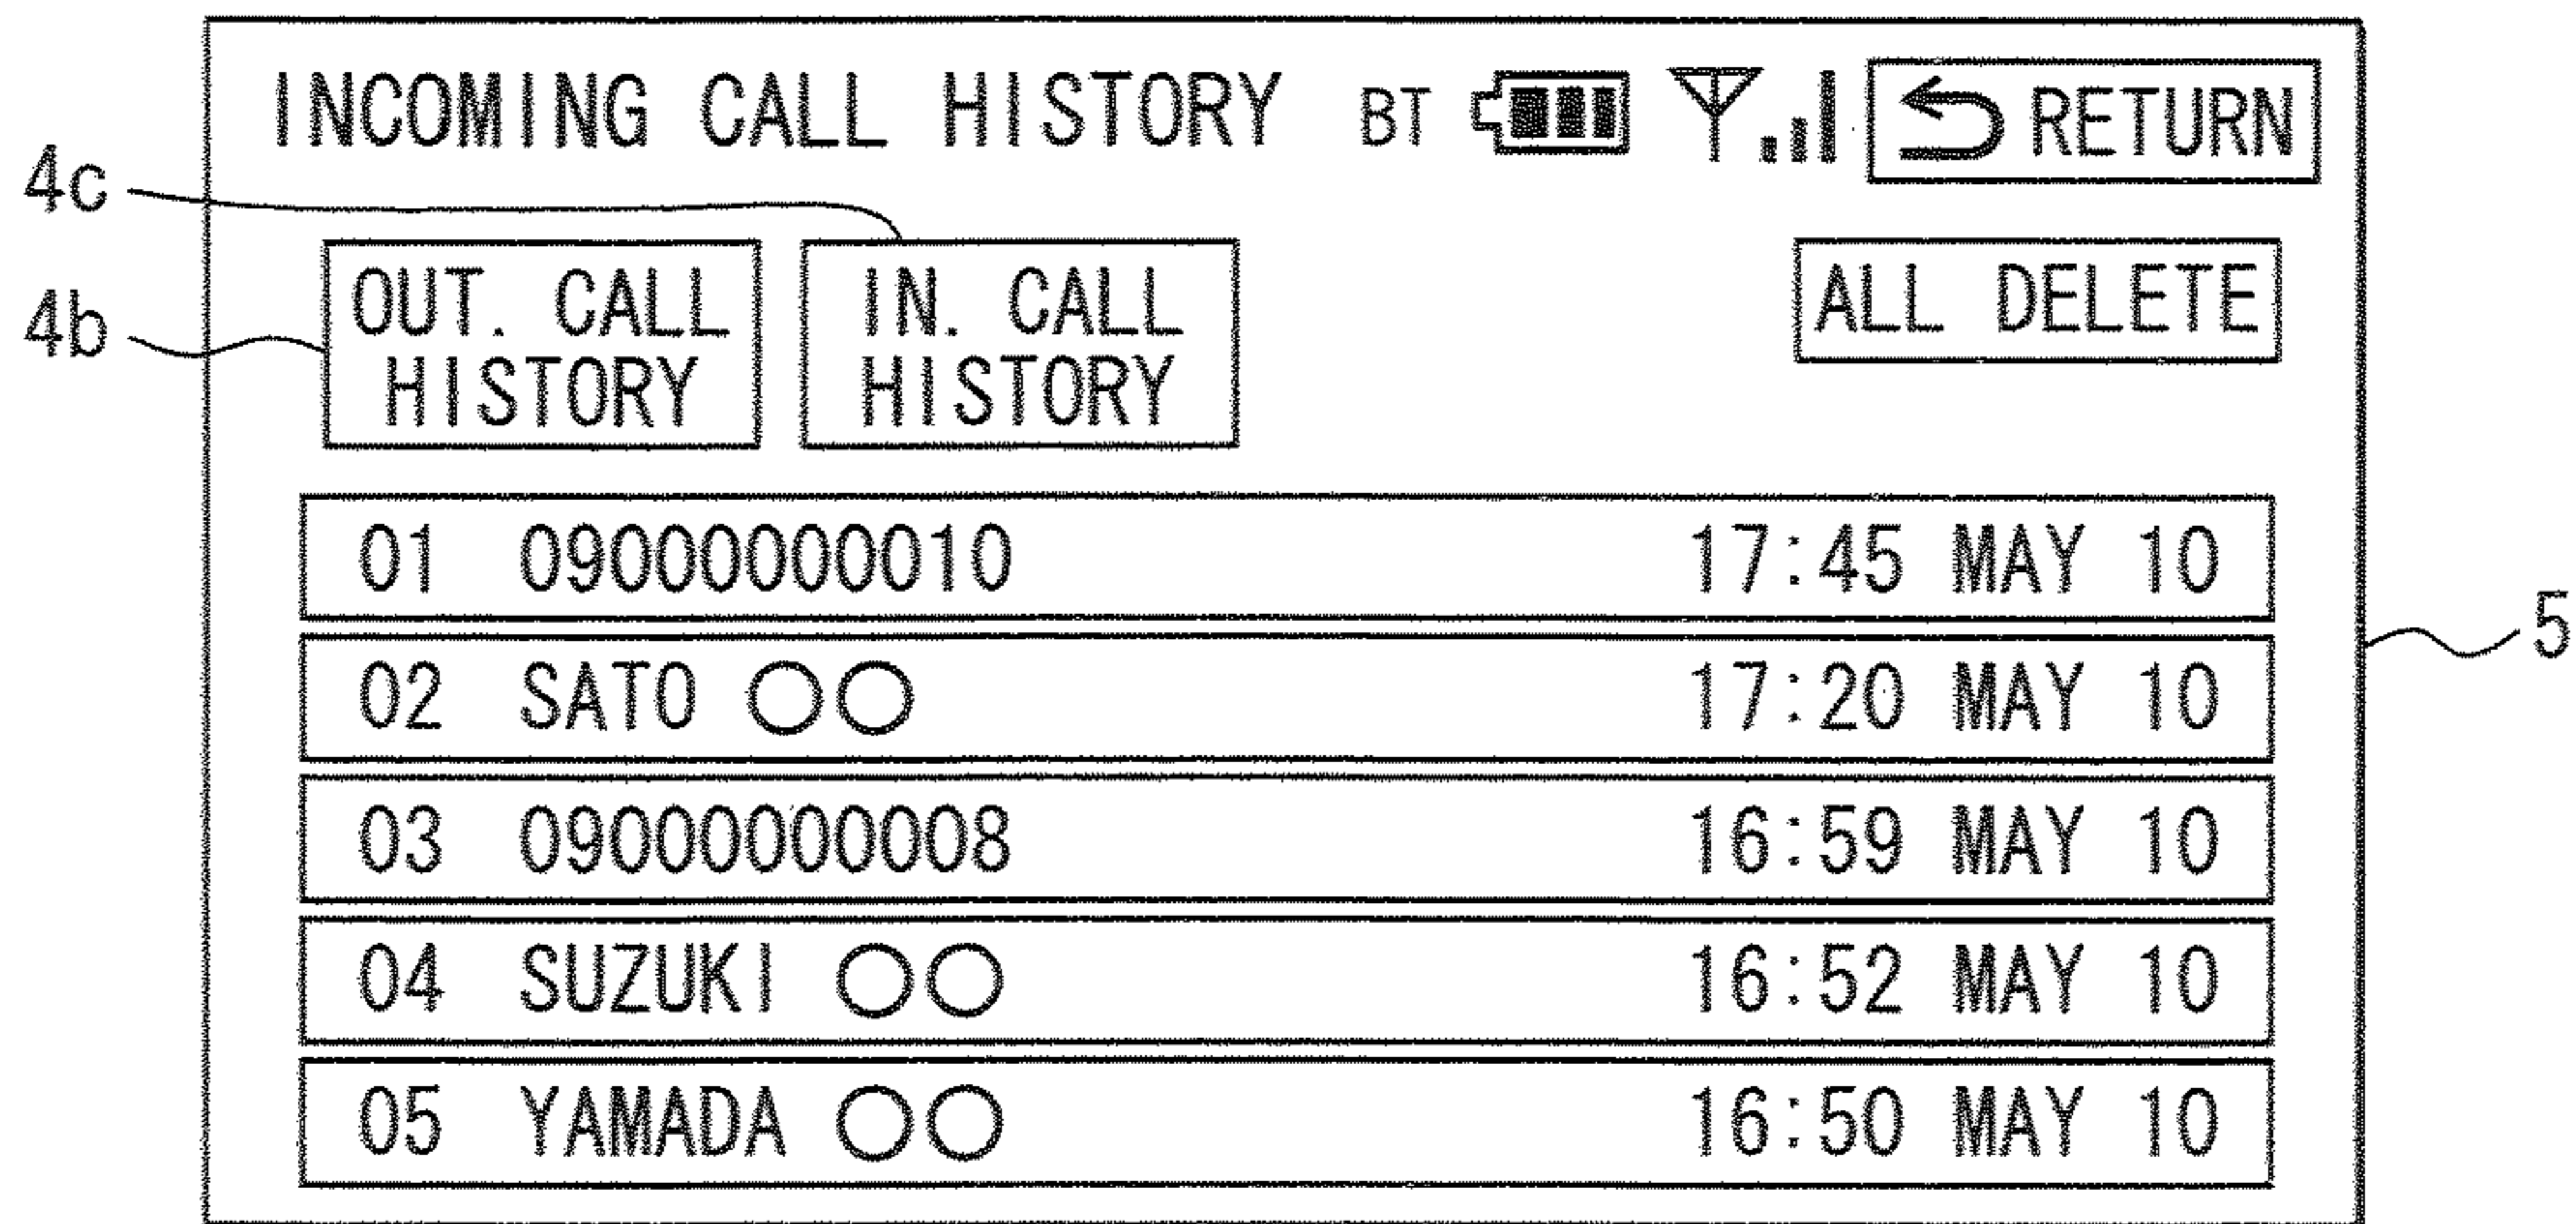 INCOMING CALL HISTORY BT RETURN
4c
OUT. CALL HISTORY
IN. CALL HISTORY
ALL DELETE
4b
01 09000000010 17:45 MAY 10
02 SATO ○○ 17:20 MAY 10
5
03 09000000008 16:59 MAY 10
04 SUZUKI ○○ 16:52 MAY 10
05 YAMADA ○○ 16:50 MAY 10